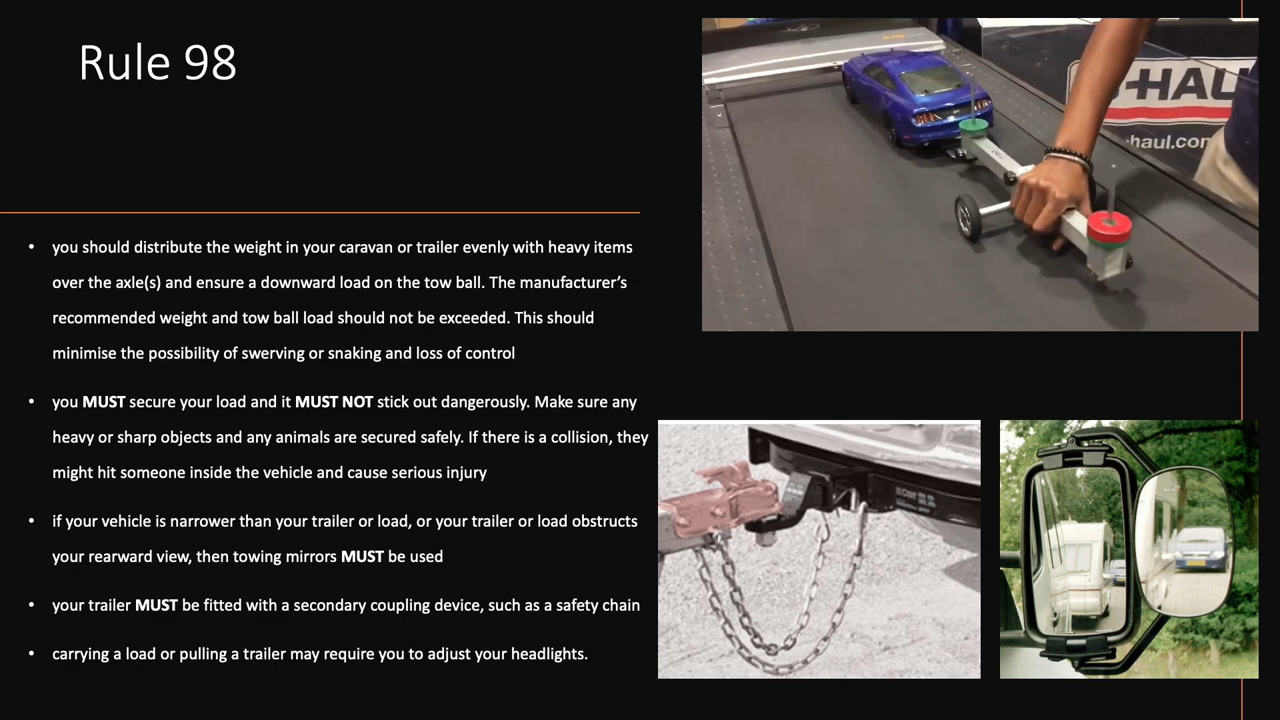 Rule 98
-HAUL
haul.com
• you should distribute the weight in your caravan or trailer evenly with heavy items
over the axle(s) and ensure a downward load on the tow ball. The manufacturer’s
recommended weight and tow ball load should not be exceeded. This should
minimise the possibility of swerving or snaking and loss of control
• you MUST secure your load and it MUST NOT stick out dangerously. Make sure any
heavy or sharp objects and any animals are secured safely. If there is a collision, they
might hit someone inside the vehicle and cause serious injury
• if your vehicle is narrower than your trailer or load, or your trailer or load obstructs
your rearward view, then towing mirrors MUST be used
• your trailer MUST be fitted with a secondary coupling device, such as a safety chain
• carrying a load or pulling a trailer may require you to adjust your headlights.